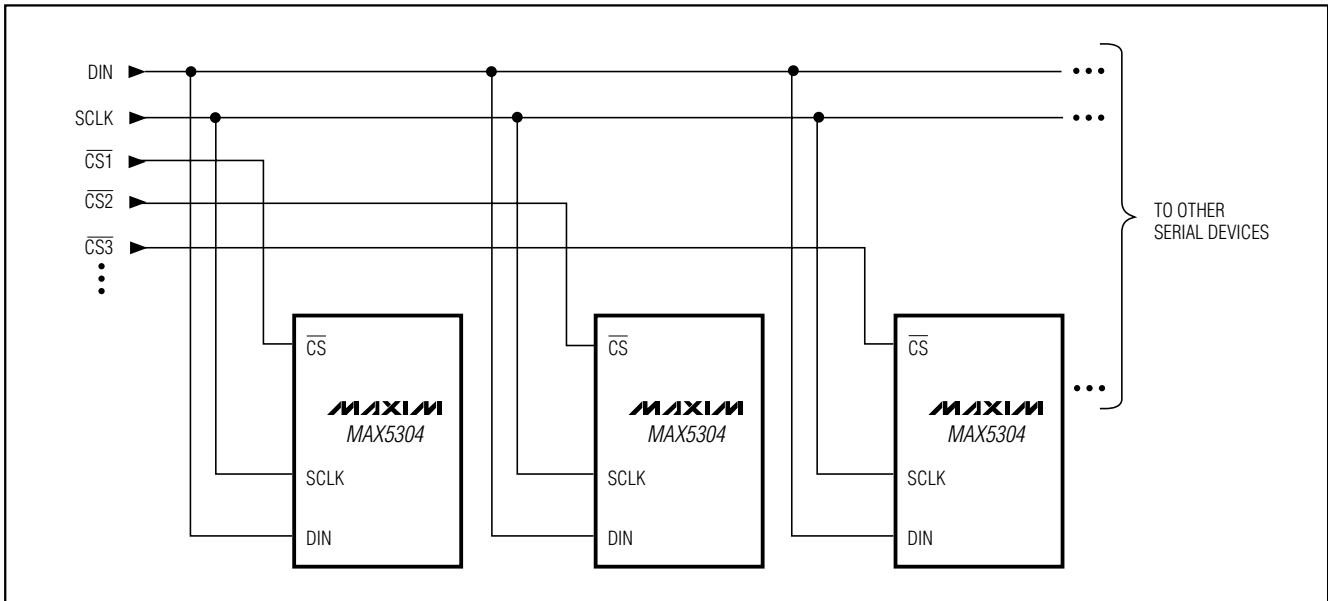 DIN
SCLK
CS1
CS2
CS3
TO OTHER
SERIAL DEVICES
CS
MAXIM
MAX5304
SCLK
DIN
CS
MAXIM
MAX5304
SCLK
DIN
CS
MAXIM
MAX5304
SCLK
DIN